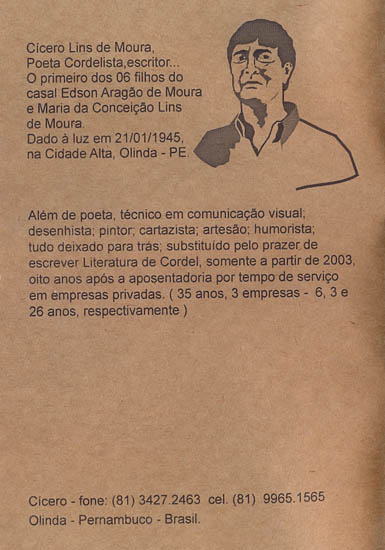 Cícero Lins de Moura,
Poeta Cordelista,escritor...
O primeiro dos 06 filhos do
casal Edson Aragão de Moura
e Maria da Conceição Lins
de Moura.
Dado à luz em 21/01/1945,
na Cidade Alta, Olinda - PE.
Além de poeta, técnico em comunicação visual;
desenhista; pintor; cartazista; artesão; humorista;
tudo deixado para trás; substituído pelo prazer de
escrever Literatura de Cordel, somente a partir de 2003,
oito anos após a aposentadoria por tempo de serviço
em empresas privadas. ( 35 anos, 3 empresas - 6, 3 e
26 anos, respectivamente )
Cícero - fone: (81) 3427.2463 cel. (81) 9965.1565
Olinda - Pernambuco - Brasil.